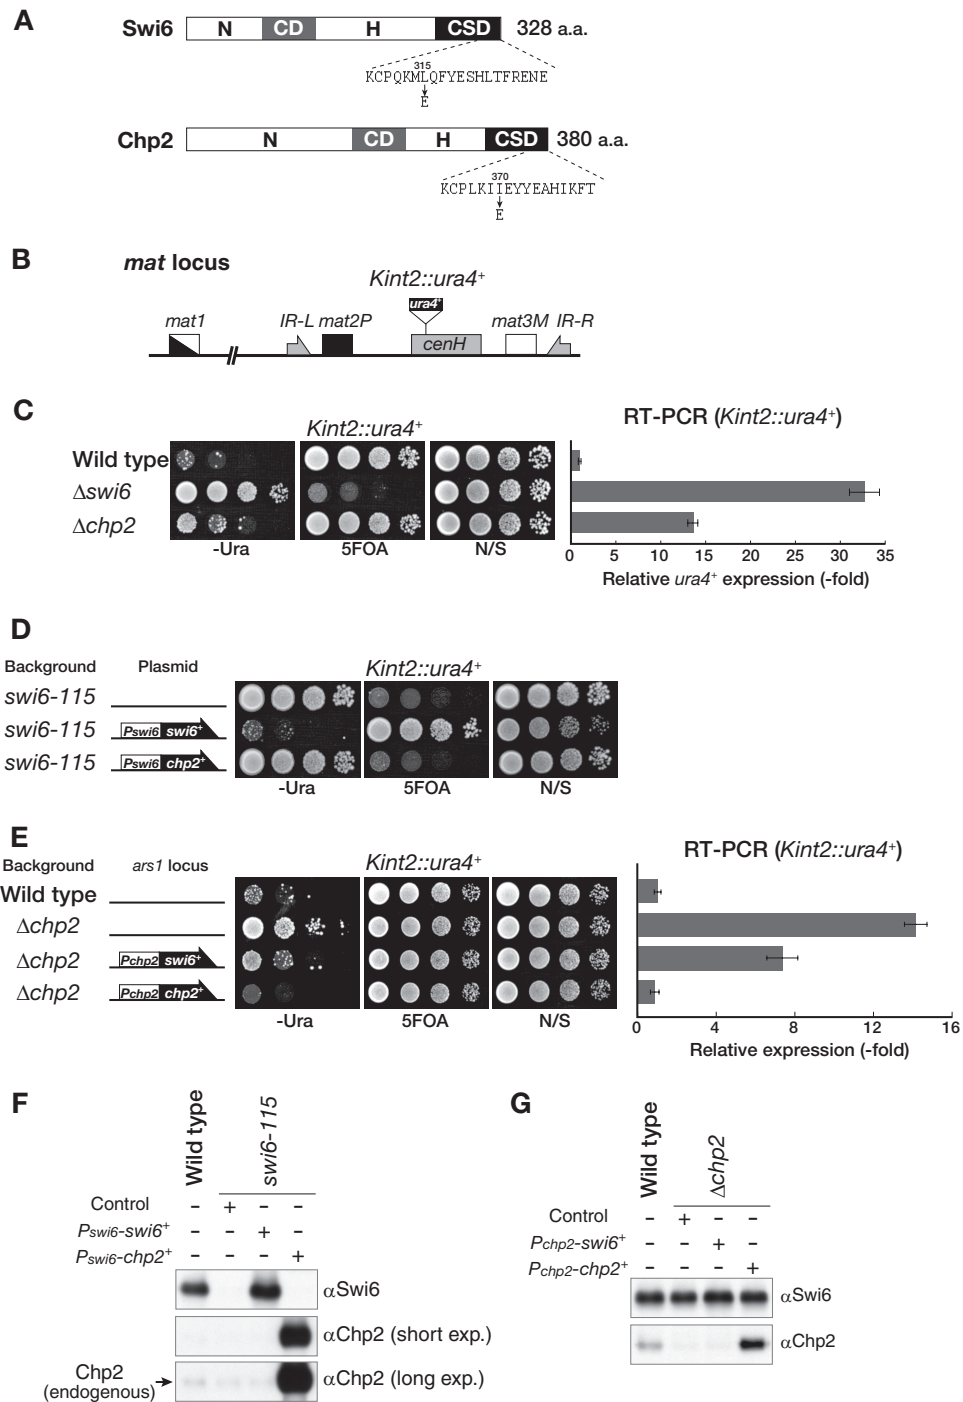 A
Swi6 N CD H CSD 328 a.a.
315
KCPQKMLQFYESHLTFRENE
E
Chp2 N CD H CSD 380 a.a.
370
KCPLKIIEYYEAHIKFT
E
B
mat locus
Kint2::ura4+
ura4+
mat1 IR-L mat2P mat3M IR-R
cenH
C
Kint2::ura4+ RT-PCR (Kint2::ura4+)
Wild type
Δswi6
Δchp2
-Ura 5FOA N/S
0 5 10 15 20 25 30 35
Relative ura4+ expression (-fold)
D
Background Plasmid Kint2::ura4+
swi6-115
swi6-115 Pswi6 swi6+
swi6-115 Pswi6 chp2+
-Ura 5FOA N/S
E
Background ars1 locus Kint2::ura4+ RT-PCR (Kint2::ura4+)
Wild type
Δchp2
Δchp2 Pchp2 swi6+
Δchp2 Pchp2 chp2+
-Ura 5FOA N/S
0 4 8 12 16
Relative expression (-fold)
F
Wild type swi6-115
Control – + – –
Pswi6-swi6+ – – + –
Pswi6-chp2+ – – – +
αSwi6
αChp2 (short exp.)
Chp2
(endogenous)
αChp2 (long exp.)
G
Wild type Δchp2
Control – + – –
Pchp2-swi6+ – – + –
Pchp2-chp2+ – – – +
αSwi6
αChp2